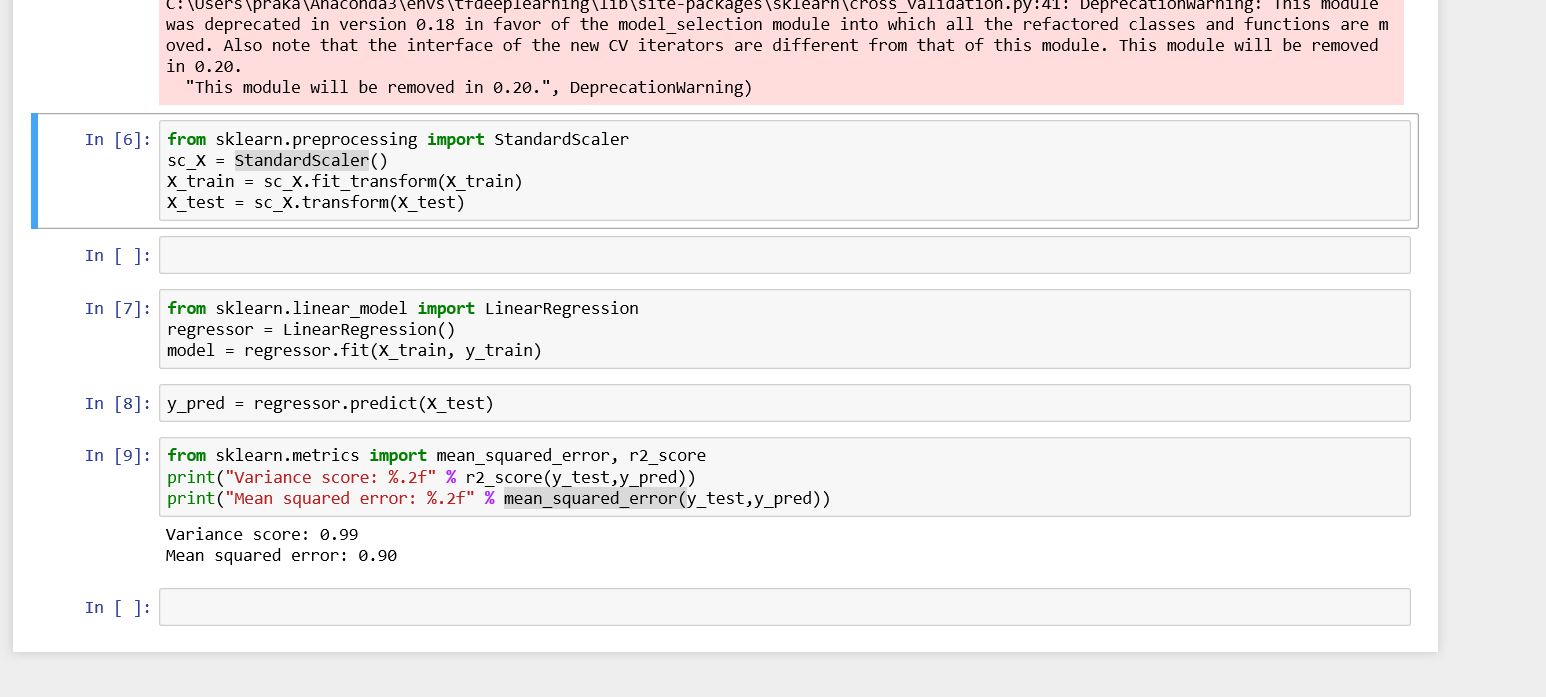 C:\Users\praka\Anaconda3\envs\tfdeeplearning\lib\site-packages\sklearn\cross_validation.py:41: DeprecationWarning: This module
was deprecated in version 0.18 in favor of the model_selection module into which all the refactored classes and functions are m
oved. Also note that the interface of the new CV iterators are different from that of this module. This module will be removed
in 0.20.
"This module will be removed in 0.20.", DeprecationWarning)
In [6]: from sklearn.preprocessing import StandardScaler
sc_X = StandardScaler()
X_train = sc_X.fit_transform(X_train)
X_test = sc_X.transform(X_test)
In [ ]:
In [7]: from sklearn.linear_model import LinearRegression
regressor = LinearRegression()
model = regressor.fit(X_train, y_train)
In [8]: y_pred = regressor.predict(X_test)
In [9]: from sklearn.metrics import mean_squared_error, r2_score
print("Variance score: %.2f" % r2_score(y_test,y_pred))
print("Mean squared error: %.2f" % mean_squared_error(y_test,y_pred))
Variance score: 0.99
Mean squared error: 0.90
In [ ]: